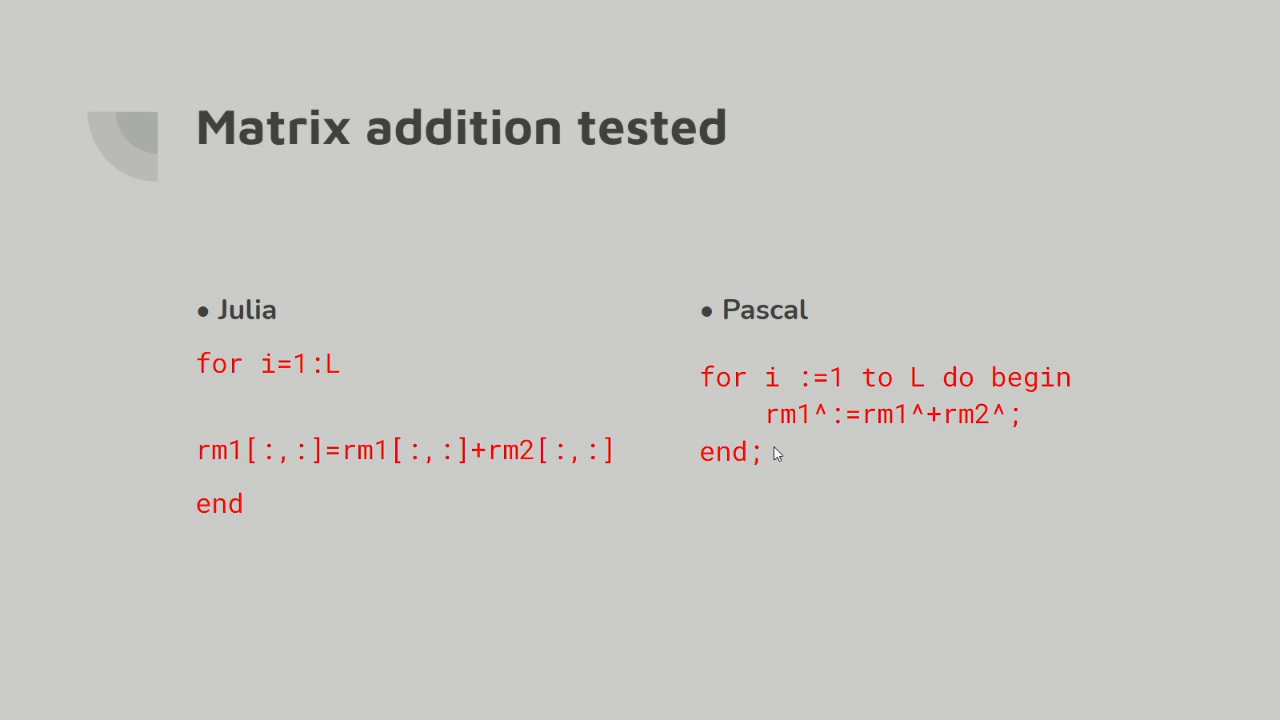 Matrix addition tested
• Julia
for i=1:L
rm1[:,:]=rm1[:,:]+rm2[:,:]
end
• Pascal
for i :=1 to L do begin
    rm1^:=rm1^+rm2^;
end;